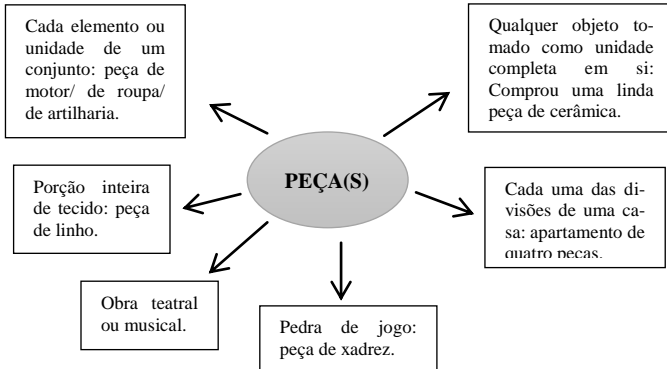 Cada elemento ou
unidade de um
conjunto: peça de
motor/ de roupa/
de artilharia.
Qualquer objeto to-
mado como unidade
completa em si:
Comprou uma linda
peça de cerâmica.
PEÇA(S)
Porção inteira
de tecido: peça
de linho.
Cada uma das di-
visões de uma ca-
sa: apartamento de
quatro peças.
Obra teatral
ou musical.
Pedra de jogo:
peça de xadrez.